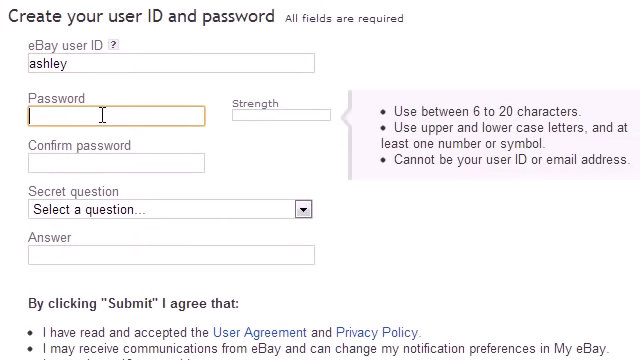 Create your user ID and password All fields are required
eBay user ID ?
ashley
Password
Strength
Use between 6 to 20 characters.
Use upper and lower case letters, and at
least one number or symbol.
Cannot be your user ID or email address.
Confirm password
Secret question
Select a question...
Answer
By clicking "Submit" I agree that:
I have read and accepted the User Agreement and Privacy Policy.
I may receive communications from eBay and can change my notification preferences in My eBay.